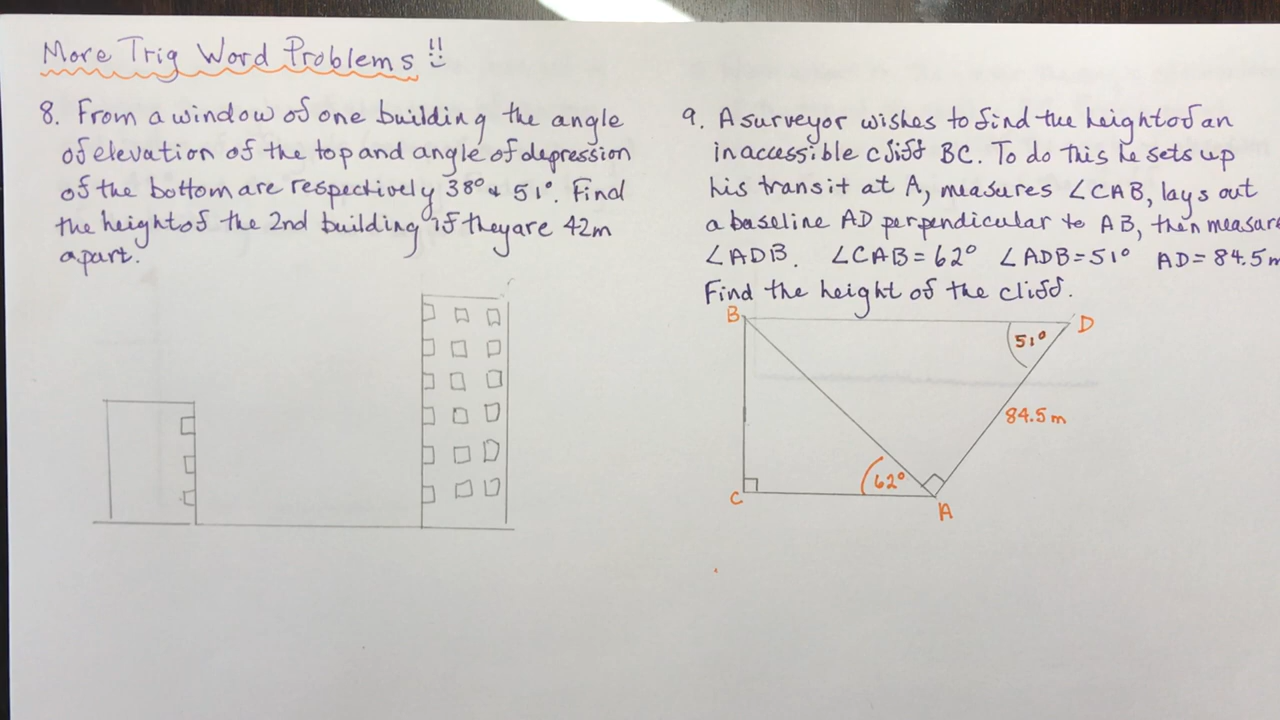 More Trig Word Problems !!
8. From a window of one building the angle
of elevation of the top and angle of depression
of the bottom are respectively 38° & 51°. Find
the height of the 2nd building if they are 42m
apart.
9. A surveyor wishes to find the height of an
inaccessible cliff BC. To do this he sets up
his transit at A, measures ∠CAB, lays out
a baseline AD perpendicular to AB, then measure
∠ADB. ∠CAB = 62° ∠ADB = 51° AD = 84.5m
Find the height of the cliff.
B
D
51°
84.5 m
62°
C
A